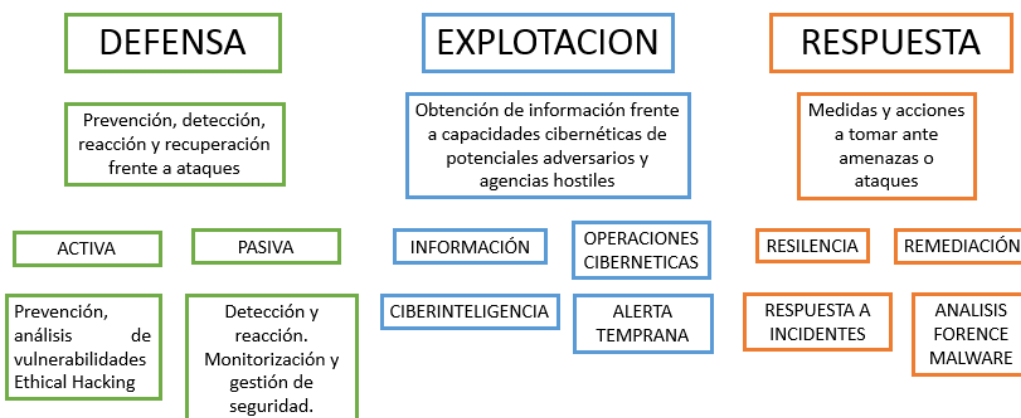 DEFENSA
EXPLOTACION
RESPUESTA
Prevención, detección,
reacción y recuperación
frente a ataques
Obtención de información frente
a capacidades cibernéticas de
potenciales adversarios y
agencias hostiles
Medidas y acciones
a tomar ante
amenazas o
ataques
ACTIVA
PASIVA
INFORMACIÓN
OPERACIONES
CIBERNETICAS
RESILENCIA
REMEDIACIÓN
Prevención,
análisis de
vulnerabilidades
Ethical Hacking
Detección y
reacción.
Monitorización y
gestión de
seguridad.
CIBERINTELIGENCIA
ALERTA
TEMPRANA
RESPUESTA A
INCIDENTES
ANALISIS
FORENCE
MALWARE